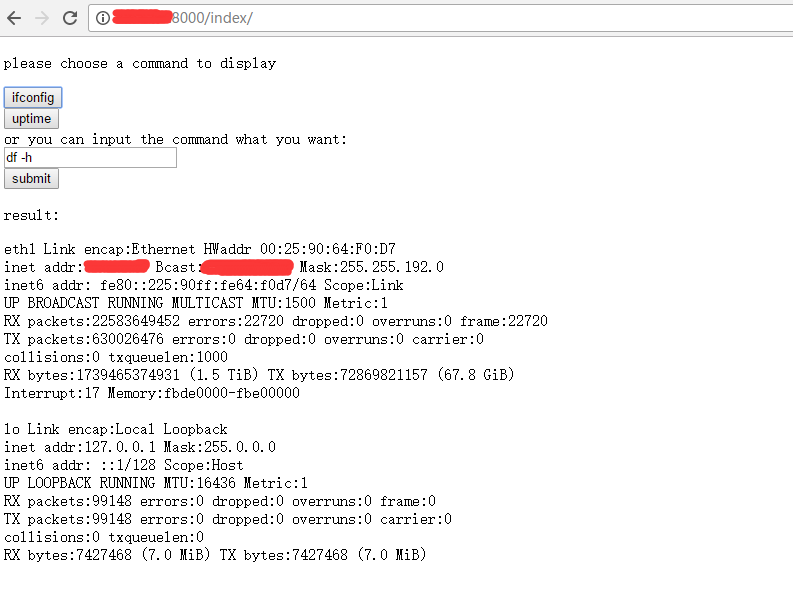 8000/index/
please choose a command to display
ifconfig
uptime
or you can input the command what you want:
df -h
submit
result:
eth1 Link encap:Ethernet HWaddr 00:25:90:64:F0:D7
inet addr: Bcast: Mask:255.255.192.0
inet6 addr: fe80::225:90ff:fe64:f0d7/64 Scope:Link
UP BROADCAST RUNNING MULTICAST MTU:1500 Metric:1
RX packets:22583649452 errors:22720 dropped:0 overruns:0 frame:22720
TX packets:630026476 errors:0 dropped:0 overruns:0 carrier:0
collisions:0 txqueuelen:1000
RX bytes:1739465374931 (1.5 TiB) TX bytes:72869821157 (67.8 GiB)
Interrupt:17 Memory:fbde0000-fbe00000
lo Link encap:Local Loopback
inet addr:127.0.0.1 Mask:255.0.0.0
inet6 addr: ::1/128 Scope:Host
UP LOOPBACK RUNNING MTU:16436 Metric:1
RX packets:99148 errors:0 dropped:0 overruns:0 frame:0
TX packets:99148 errors:0 dropped:0 overruns:0 carrier:0
collisions:0 txqueuelen:0
RX bytes:7427468 (7.0 MiB) TX bytes:7427468 (7.0 MiB)